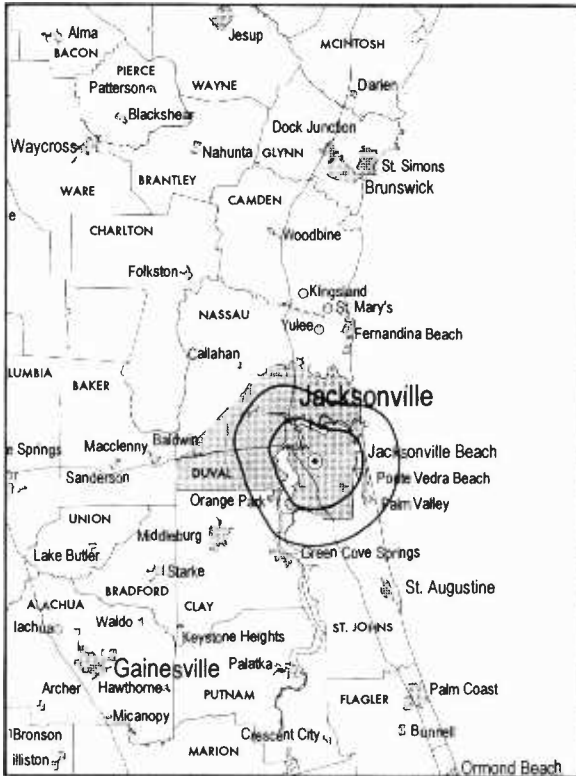 Alma
Jesup
BACON
MCINTOSH
PIERCE
Patterson
WAYNE
Darien
Blackshear
Dock Junction
Waycross
Nahunta
GLYNN
St. Simons
BRANTLEY
Brunswick
WARE
CAMDEN
e
CHARLTON
Woodbine
Folkston
Kingsland
NASSAU
St Mary's
Yulee
Fernandina Beach
Callahan
LUMBIA
BAKER
Jacksonville
e Springs
Macclenny
Baldwin
Jacksonville Beach
Sanderson
DUVAL
Ponte Vedra Beach
Orange Park
Palm Valley
UNION
Middleburg
Lake Butler
Green Cove Springs
Starke
BRADFORD
St. Augustine
ALACHUA
CLAY
lachua
Waldo
Keystone Heights
ST. JOHNS
Gainesville
Palatka
Archer
Hawthorne
PUTNAM
FLAGLER
Palm Coast
Micanopy
Bronson
Crescent City
Bunnell
MARION
illiston
Ormond Beach